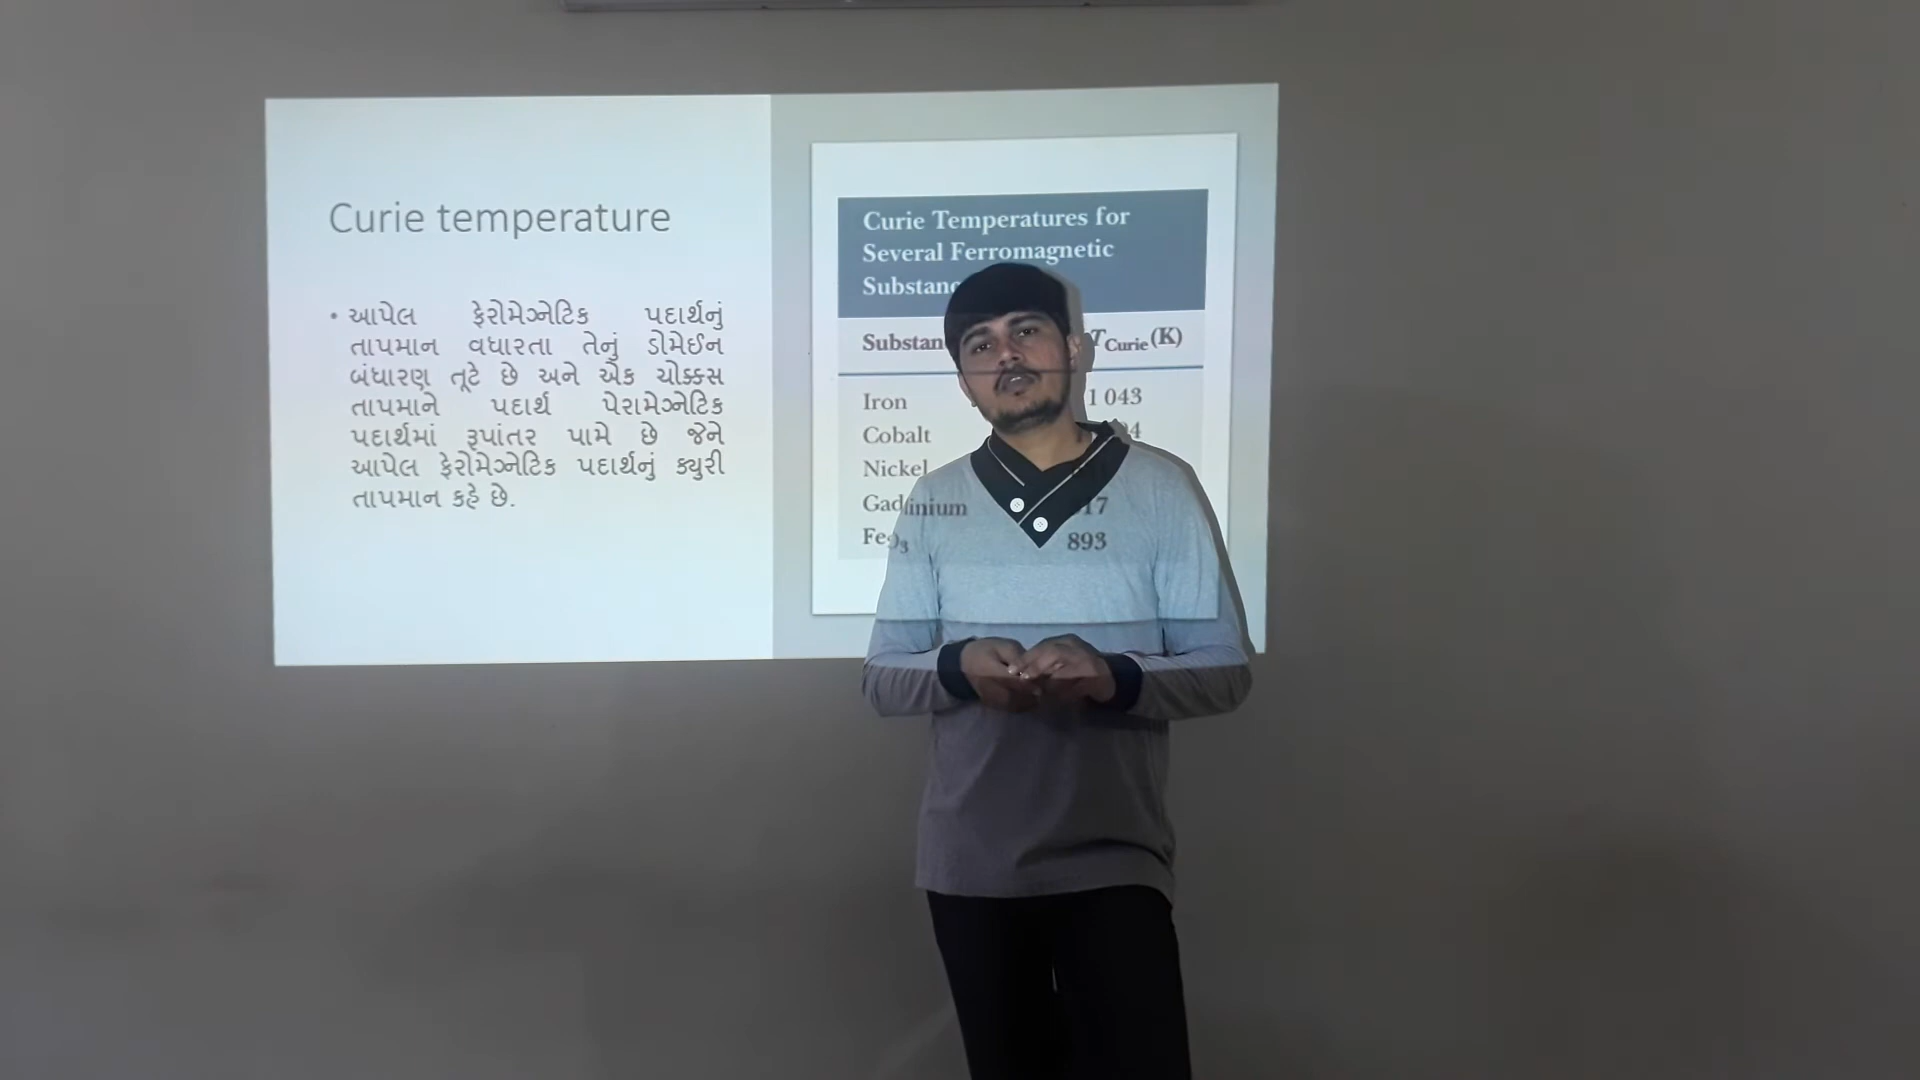 Curie temperature
• આપેલ ફેરોમેગ્નેટિક પદાર્થનું
તાપમાન વધારતા તેનું ડોમેઈન
બંધારણ તૂટે છે અને એક ચોક્કસ
તાપમાને પદાર્થ પેરામેગ્નેટિક
પદાર્થમાં રૂપાંતર પામે છે જેને
આપેલ ફેરોમેગ્નેટિક પદાર્થનું ક્યુરી
તાપમાન કહે છે.
Curie Temperatures for
Several Ferromagnetic
T Curie (K)
Iron 1 043
Cobalt
Nickel
893